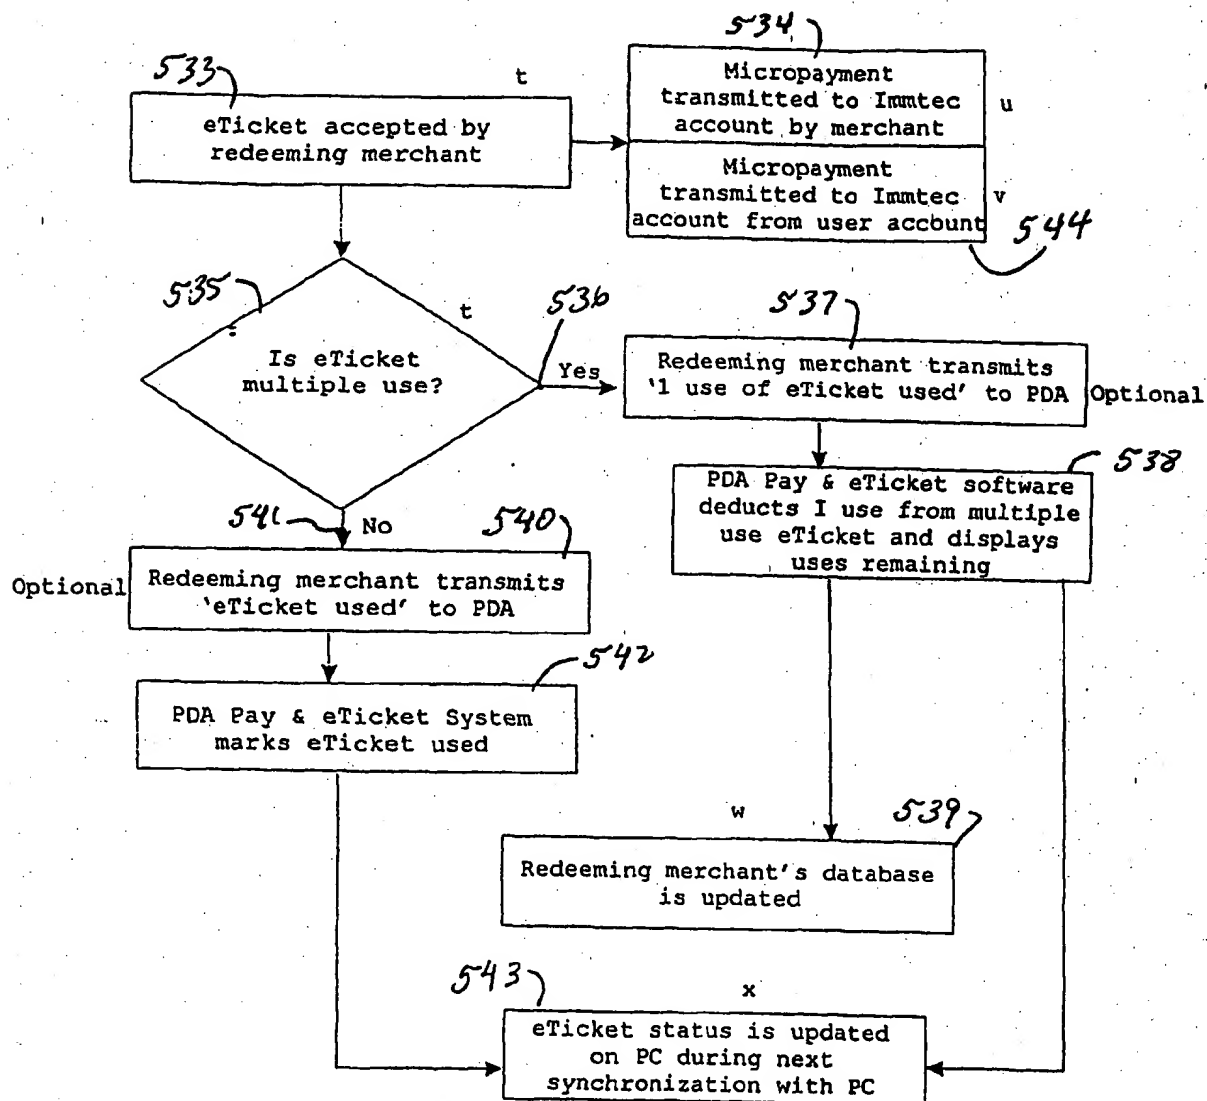 534
533
t
Micropayment
transmitted to Immtec
account by merchant
u
eTicket accepted by
redeeming merchant
Micropayment
transmitted to Immtec
account from user account
v
544
535
t
536
537
Is eTicket
multiple use?
Yes
Redeeming merchant transmits
'1 use of eTicket used' to PDA
Optional
538
PDA Pay & eTicket software
deducts I use from multiple
use eTicket and displays
uses remaining
541
No
540
Optional
Redeeming merchant transmits
'eTicket used' to PDA
542
PDA Pay & eTicket System
marks eTicket used
w
539
Redeeming merchant's database
is updated
543
x
eTicket status is updated
on PC during next
synchronization with PC